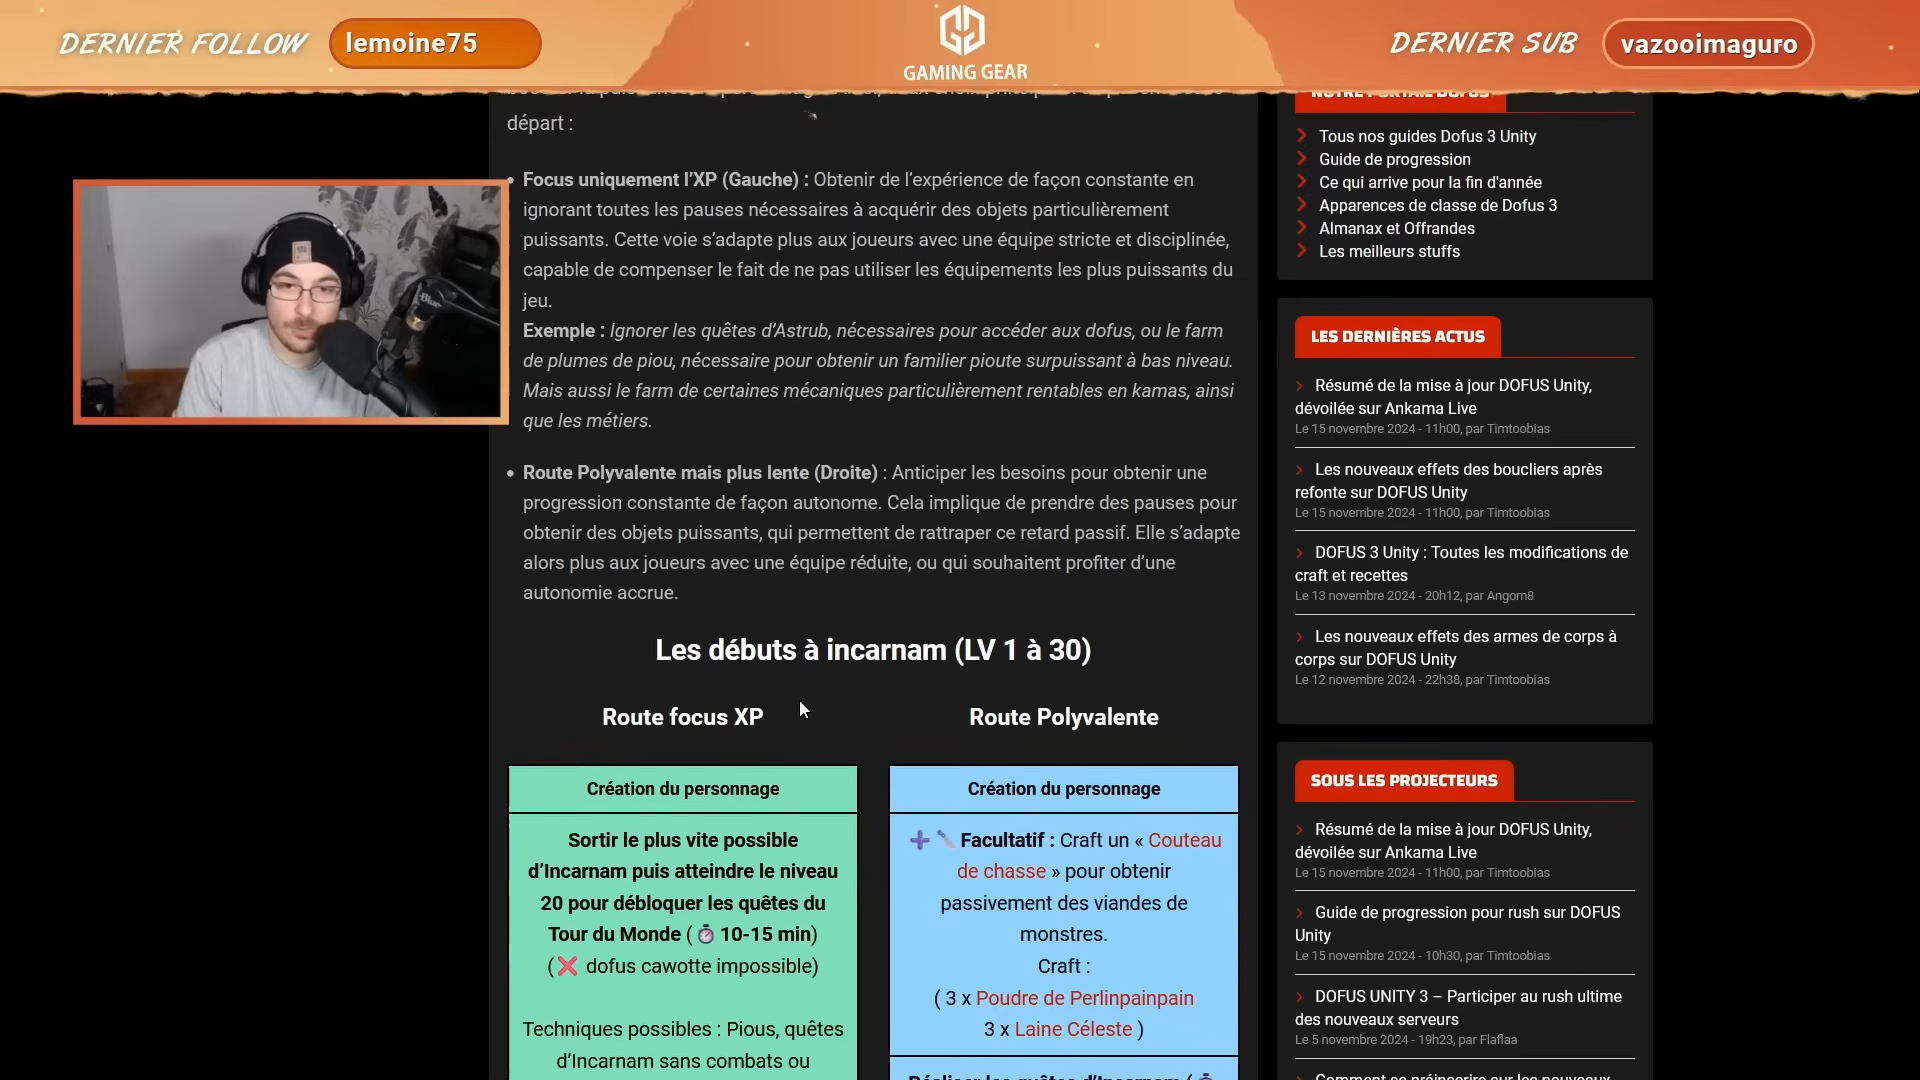 DERNIER FOLLOW
lemoine75
GAMING GEAR
DERNIER SUB
vazooimaguro
départ :
• Focus uniquement l’XP (Gauche) : Obtenir de l’expérience de façon constante en
ignorant toutes les pauses nécessaires à acquérir des objets particulièrement
puissants. Cette voie s’adapte plus aux joueurs avec une équipe stricte et disciplinée,
capable de compenser le fait de ne pas utiliser les équipements les plus puissants du
jeu.
Exemple : Ignorer les quêtes d’Astrub, nécessaires pour accéder aux dofus, ou le farm
de plumes de piou, nécessaire pour obtenir un familier pioute surpuissant à bas niveau.
Mais aussi le farm de certaines mécaniques particulièrement rentables en kamas, ainsi
que les métiers.
• Route Polyvalente mais plus lente (Droite) : Anticiper les besoins pour obtenir une
progression constante de façon autonome. Cela implique de prendre des pauses pour
obtenir des objets puissants, qui permettent de rattraper ce retard passif. Elle s’adapte
alors plus aux joueurs avec une équipe réduite, ou qui souhaitent profiter d’une
autonomie accrue.
Les débuts à incarnam (LV 1 à 30)
Route focus XP
Création du personnage
Sortir le plus vite possible
d’Incarnam puis atteindre le niveau
20 pour débloquer les quêtes du
Tour du Monde ( ⏱ 10-15 min)
( ❌ dofus cawotte impossible)
Techniques possibles : Pious, quêtes
d’Incarnam sans combats ou
Route Polyvalente
Création du personnage
➕ 🔪 Facultatif : Craft un « Couteau
de chasse » pour obtenir
passivement des viandes de
monstres.
Craft :
( 3 x Poudre de Perlinpainpain
3 x Laine Céleste )
Réaliser les quêtes d’Incarnam ( ⏱
NOTRE PORTAIL DOFUS
Tous nos guides Dofus 3 Unity
Guide de progression
Ce qui arrive pour la fin d'année
Apparences de classe de Dofus 3
Almanax et Offrandes
Les meilleurs stuffs
LES DERNIÈRES ACTUS
Résumé de la mise à jour DOFUS Unity,
dévoilée sur Ankama Live
Le 15 novembre 2024 - 11h00, par Timtoobias
Les nouveaux effets des boucliers après
refonte sur DOFUS Unity
Le 15 novembre 2024 - 11h00, par Timtoobias
DOFUS 3 Unity : Toutes les modifications de
craft et recettes
Le 13 novembre 2024 - 20h12, par Angom8
Les nouveaux effets des armes de corps à
corps sur DOFUS Unity
Le 12 novembre 2024 - 22h38, par Timtoobias
SOUS LES PROJECTEURS
Résumé de la mise à jour DOFUS Unity,
dévoilée sur Ankama Live
Le 15 novembre 2024 - 11h00, par Timtoobias
Guide de progression pour rush sur DOFUS
Unity
Le 15 novembre 2024 - 10h30, par Timtoobias
DOFUS UNITY 3 – Participer au rush ultime
des nouveaux serveurs
Le 5 novembre 2024 - 19h23, par Flaflaa
Comment se préinscrire sur les nouveaux